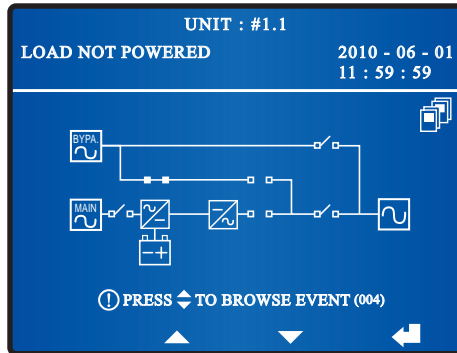 UNIT : #1.1
LOAD NOT POWERED
2010 - 06 - 01
11 : 59 : 59
BYPA.
MAIN
! PRESS TO BROWSE EVENT (004)